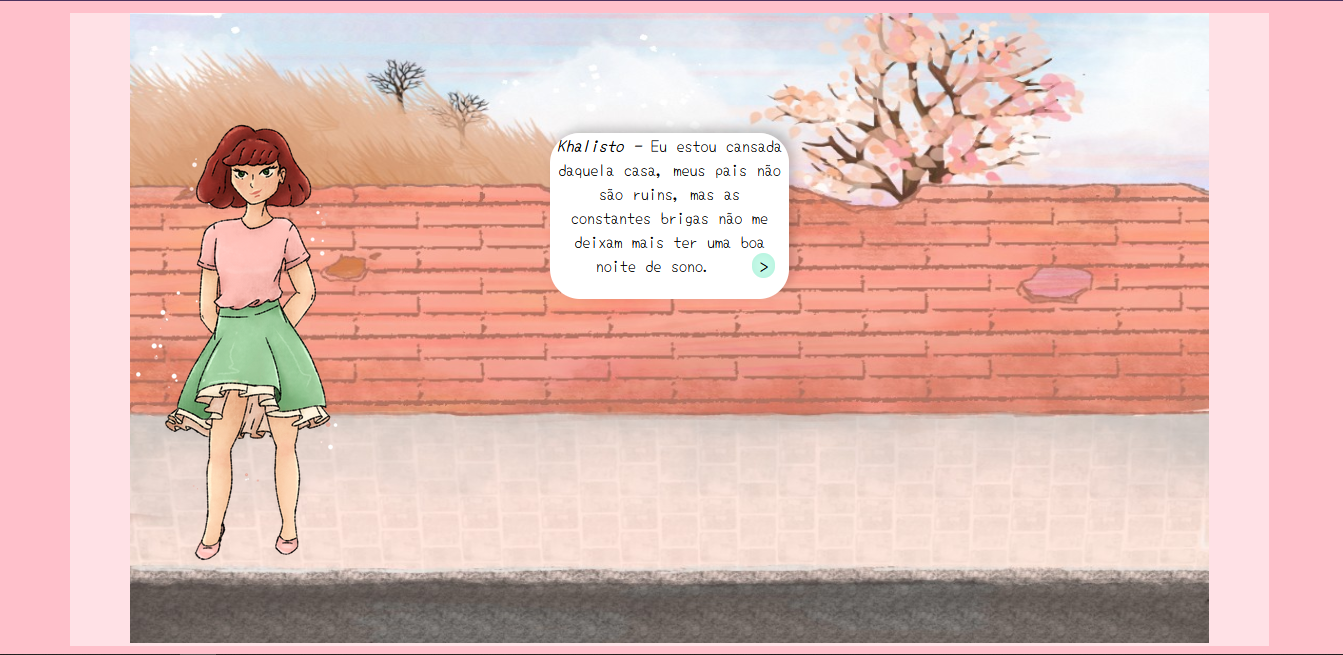 Khalisto - Eu estou cansada
daquela casa, meus pais não
são ruins, mas as
constantes brigas não me
deixam mais ter uma boa
noite de sono. >